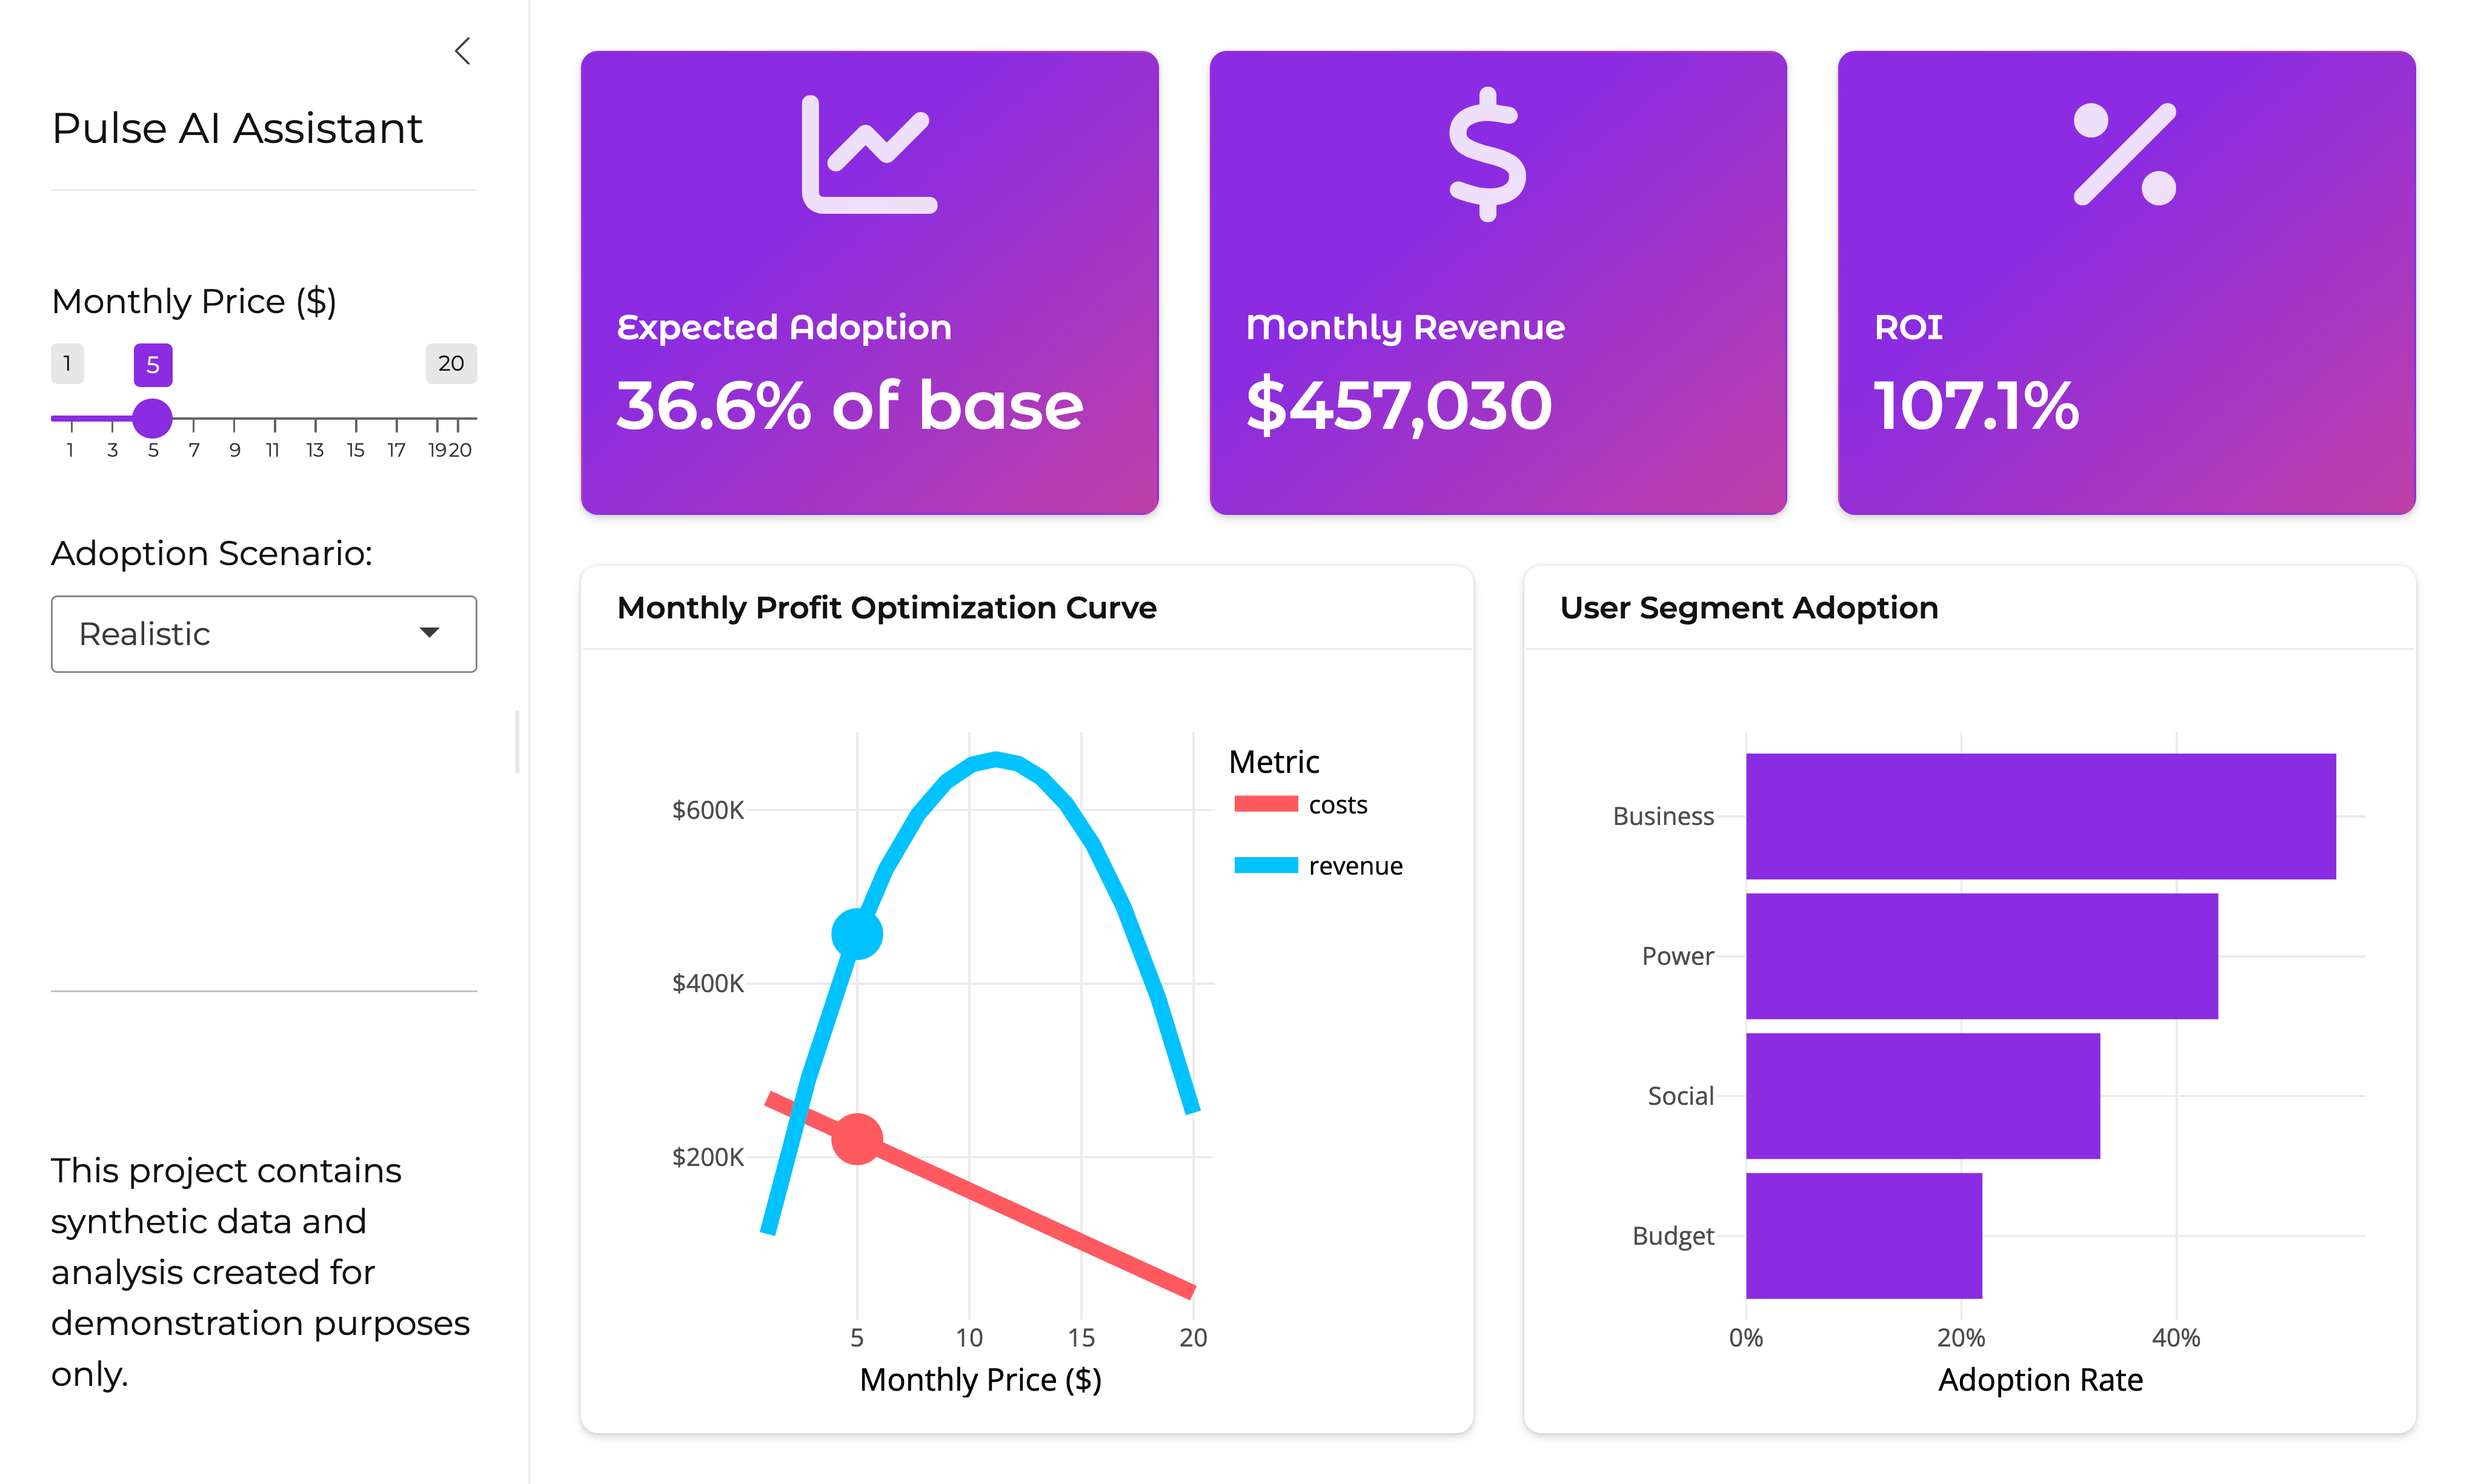 Pulse AI Assistant
Monthly Price ($)
1
5
20
1 3 5 7 9 11 13 15 17 19 20
Adoption Scenario:
Realistic
This project contains
synthetic data and
analysis created for
demonstration purposes
only.
Expected Adoption
36.6% of base
Monthly Revenue
$457,030
ROI
107.1%
Monthly Profit Optimization Curve
$600K
$400K
$200K
5 10 15 20
Monthly Price ($)
Metric
costs
revenue
User Segment Adoption
Business
Power
Social
Budget
0% 20% 40%
Adoption Rate